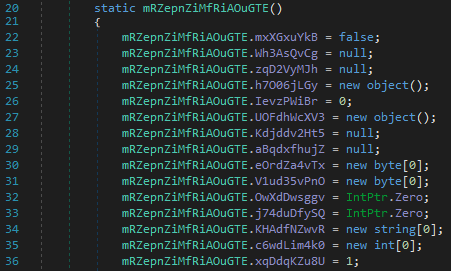 20 static mRZepnZiMfRiAOuGTE()
21 {
22 mRZepnZiMfRiAOuGTE.mxXGxuYkB = false;
23 mRZepnZiMfRiAOuGTE.Wh3AsQvCg = null;
24 mRZepnZiMfRiAOuGTE.zqD2VyMJh = null;
25 mRZepnZiMfRiAOuGTE.h7O06jLGy = new object();
26 mRZepnZiMfRiAOuGTE.IevzPWiBr = 0;
27 mRZepnZiMfRiAOuGTE.UOFdhWcXV3 = new object();
28 mRZepnZiMfRiAOuGTE.Kdjddv2Ht5 = null;
29 mRZepnZiMfRiAOuGTE.aBqdxfhujZ = null;
30 mRZepnZiMfRiAOuGTE.eOrdZa4vTx = new byte[0];
31 mRZepnZiMfRiAOuGTE.V1ud35vPnO = new byte[0];
32 mRZepnZiMfRiAOuGTE.OwXdDwsggv = IntPtr.Zero;
33 mRZepnZiMfRiAOuGTE.j74duDfySQ = IntPtr.Zero;
34 mRZepnZiMfRiAOuGTE.KHAdfNZwvR = new string[0];
35 mRZepnZiMfRiAOuGTE.c6wdLim4k0 = new int[0];
36 mRZepnZiMfRiAOuGTE.xqDdqKZu8U = 1;